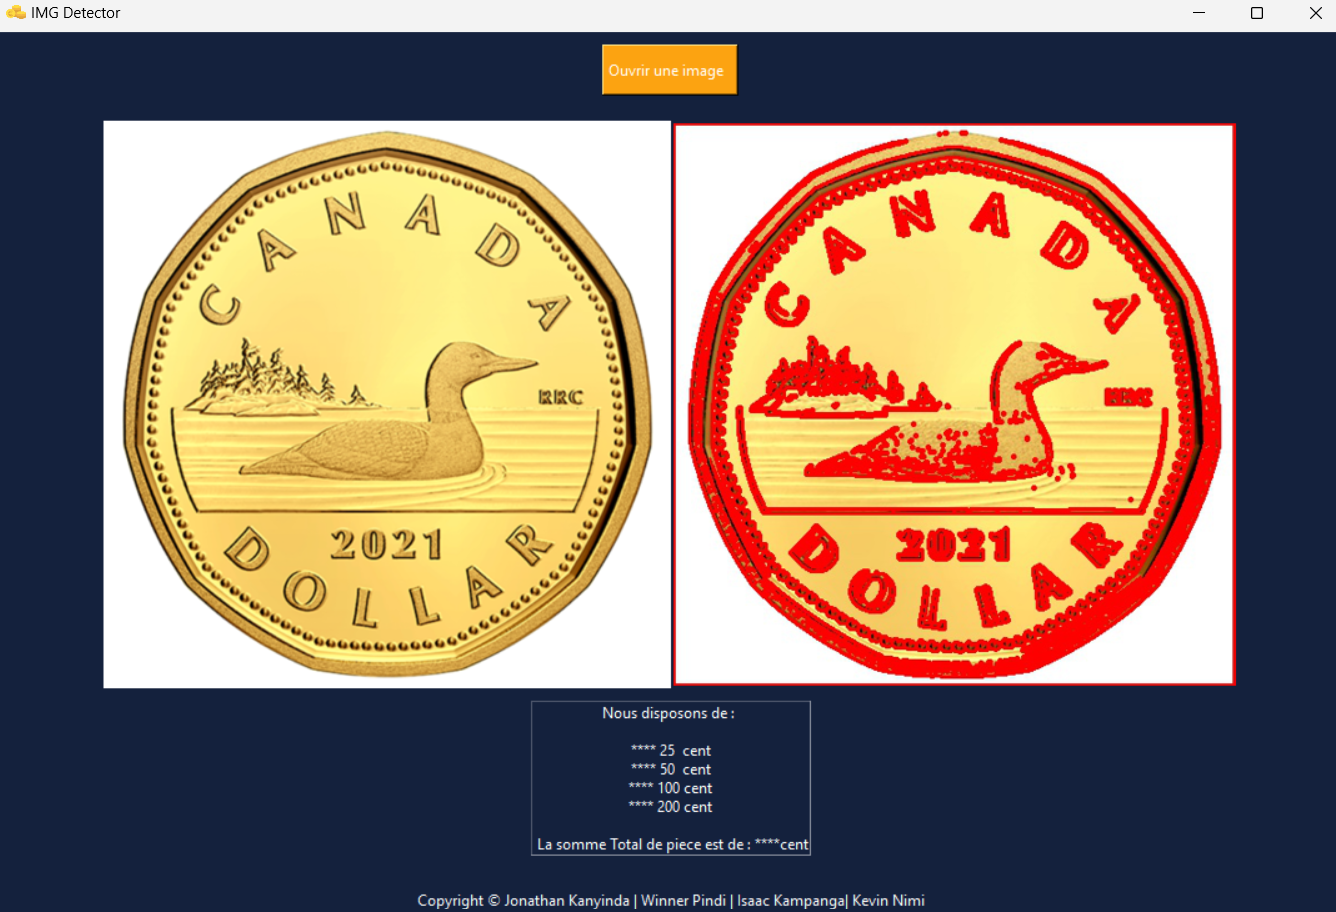 IMG Detector
Ouvrir une image
CANADA
RRC
2021
DOLLAR
CANADA
2021
DOLLAR
Nous disposons de :
**** 25  cent
**** 50  cent
**** 100 cent
**** 200 cent
La somme Total de piece est de : ****cent
Copyright © Jonathan Kanyinda | Winner Pindi | Isaac Kampanga| Kevin Nimi